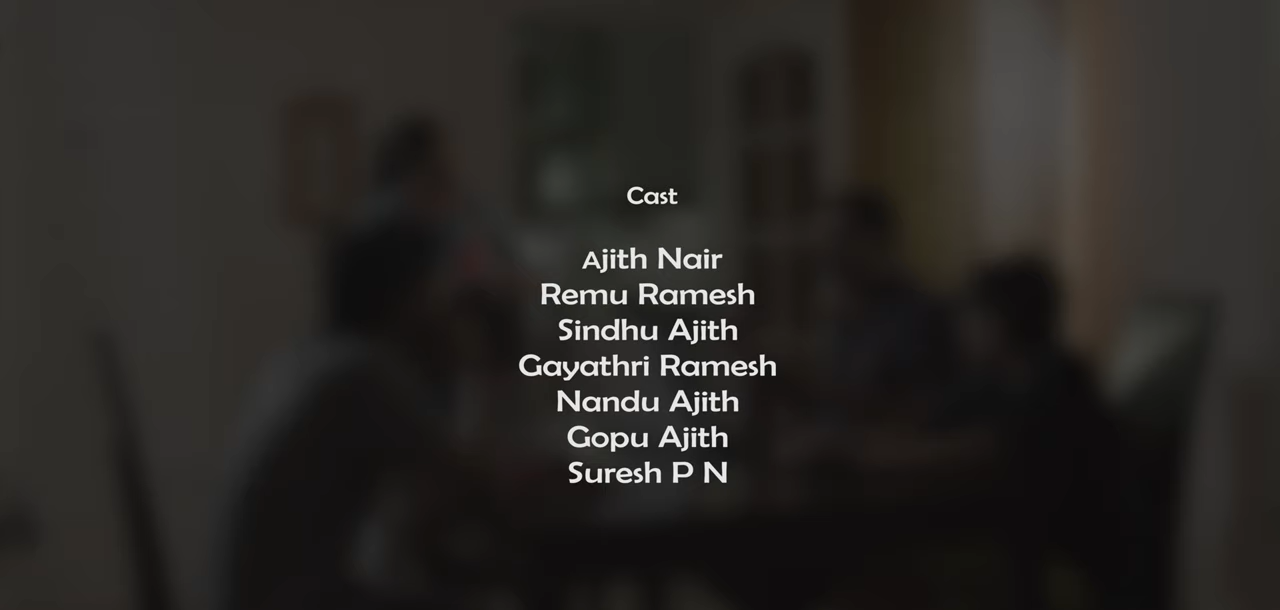 Cast
Ajith Nair
Remu Ramesh
Sindhu Ajith
Gayathri Ramesh
Nandu Ajith
Gopu Ajith
Suresh P N